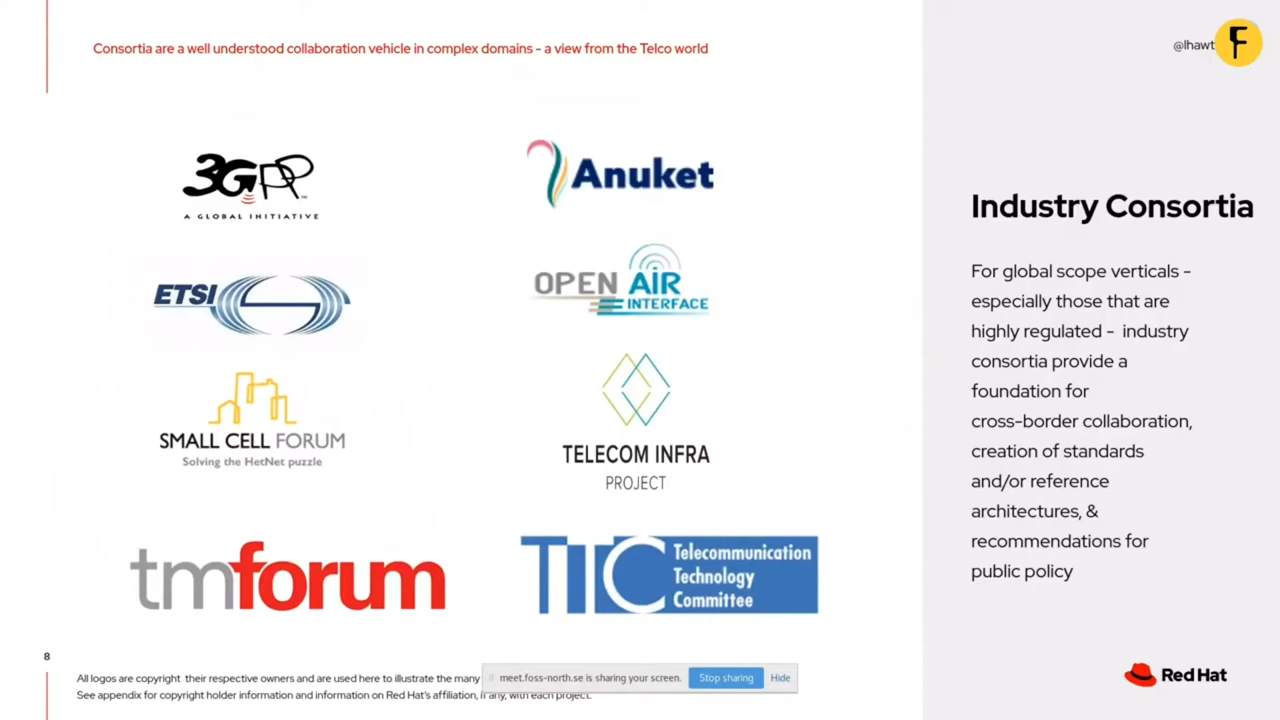 Consortia are a well understood collaboration vehicle in complex domains - a view from the Telco world
@lhawt
F
3GPP™
A GLOBAL INITIATIVE
Anuket
ETSI
OPEN AIR
INTERFACE
SMALL CELL FORUM
Solving the HetNet puzzle
TELECOM INFRA
PROJECT
tmforum
TTC Telecommunication
Technology
Committee
Industry Consortia
For global scope verticals -
especially those that are
highly regulated - industry
consortia provide a
foundation for
cross-border collaboration,
creation of standards
and/or reference
architectures, &
recommendations for
public policy
8
All logos are copyright their respective owners and are used here to illustrate the many
See appendix for copyright holder information and information on Red Hat's affiliation, if any, with each project.
meet.foss-north.se is sharing your screen.
Stop sharing
Hide
Red Hat